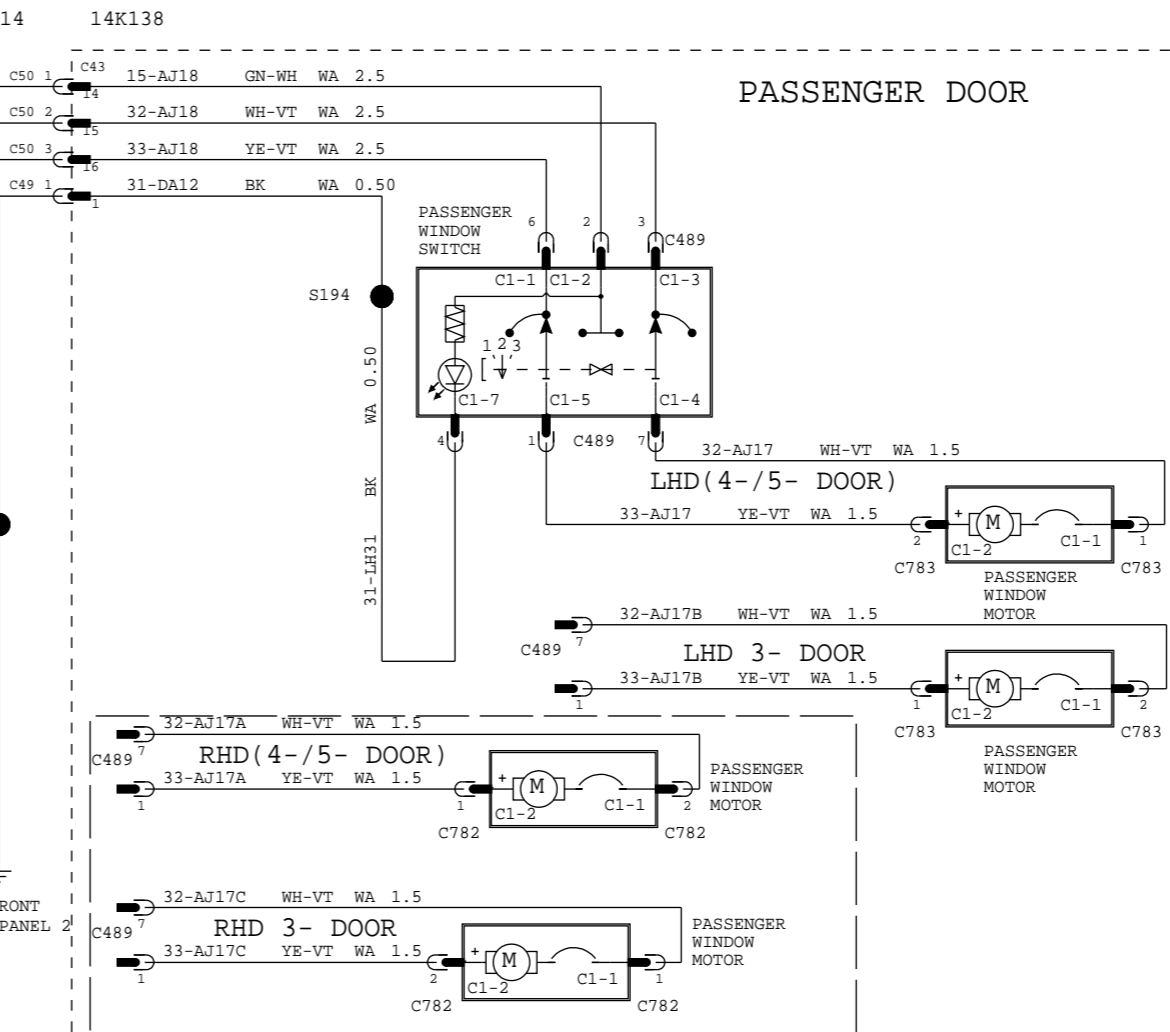 14 14K138
PASSENGER DOOR
C50 1 C43 15-AJ18 GN-WH WA 2.5
14
C50 2 32-AJ18 WH-VT WA 2.5
15
C50 3 33-AJ18 YE-VT WA 2.5
16
C49 1 31-DA12 BK WA 0.50
1
PASSENGER
WINDOW
SWITCH
6 2 3 C489
C1-1 C1-2 C1-3
S194
1 2 3
C1-7 C1-5 C1-4
4 1 C489 7
31-LH31 BK WA 0.50
32-AJ17 WH-VT WA 1.5
LHD(4-/5- DOOR)
33-AJ17 YE-VT WA 1.5
+ M
2 C1-2 C1-1 1
C783 C783
PASSENGER
WINDOW
MOTOR
32-AJ17B WH-VT WA 1.5
C489 7
LHD 3- DOOR
33-AJ17B YE-VT WA 1.5
1
+ M
1 C1-2 C1-1 2
C783 C783
PASSENGER
WINDOW
MOTOR
32-AJ17A WH-VT WA 1.5
C489 7
RHD(4-/5- DOOR)
33-AJ17A YE-VT WA 1.5
1
+ M
1 C1-2 C1-1 2
C782 C782
PASSENGER
WINDOW
MOTOR
32-AJ17C WH-VT WA 1.5
RONT
PANEL 2
C489 7
RHD 3- DOOR
33-AJ17C YE-VT WA 1.5
1
+ M
2 C1-2 C1-1 1
C782 C782
PASSENGER
WINDOW
MOTOR